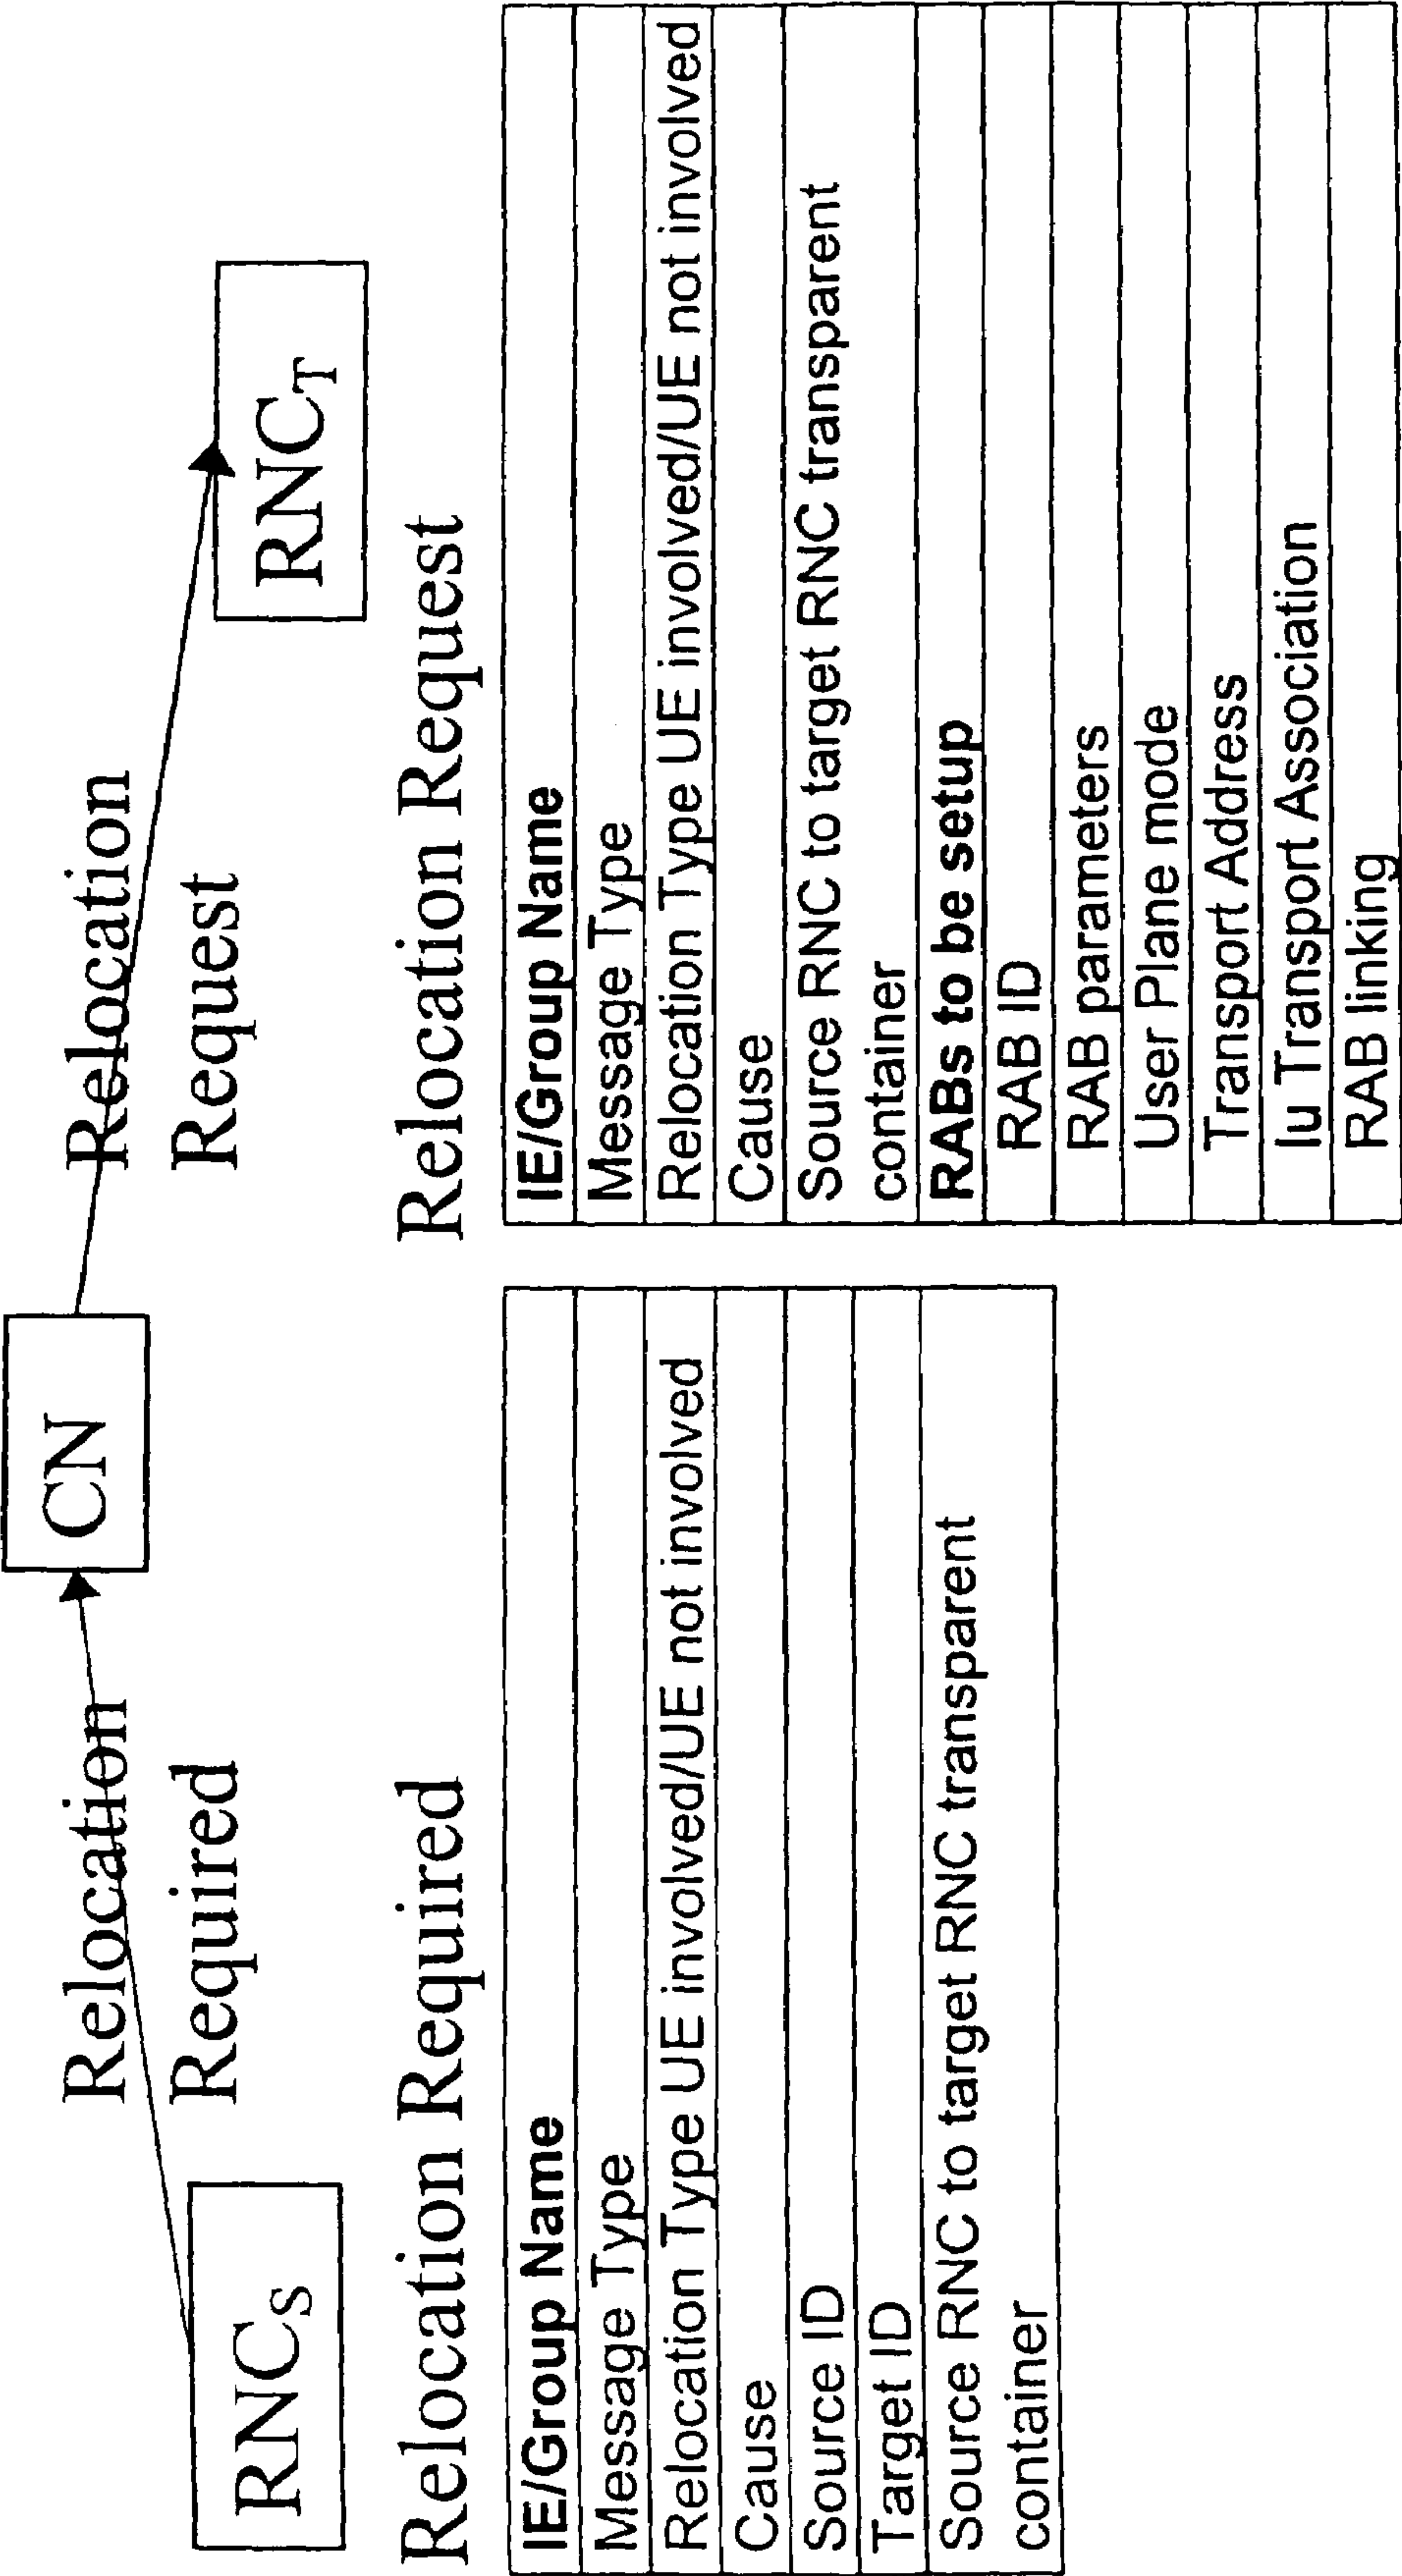 CN
Relocation
Required
Relocation
Request
RNCS
RNCT
Relocation Required
IE/Group Name
Message Type
Relocation Type UE involved/UE not involved
Cause
Source ID
Target ID
Source RNC to target RNC transparent
container
Relocation Request
IE/Group Name
Message Type
Relocation Type UE involved/UE not involved
Cause
Source RNC to target RNC transparent
container
RABs to be setup
RAB ID
RAB parameters
User Plane mode
Transport Address
Iu Transport Association
RAB linking